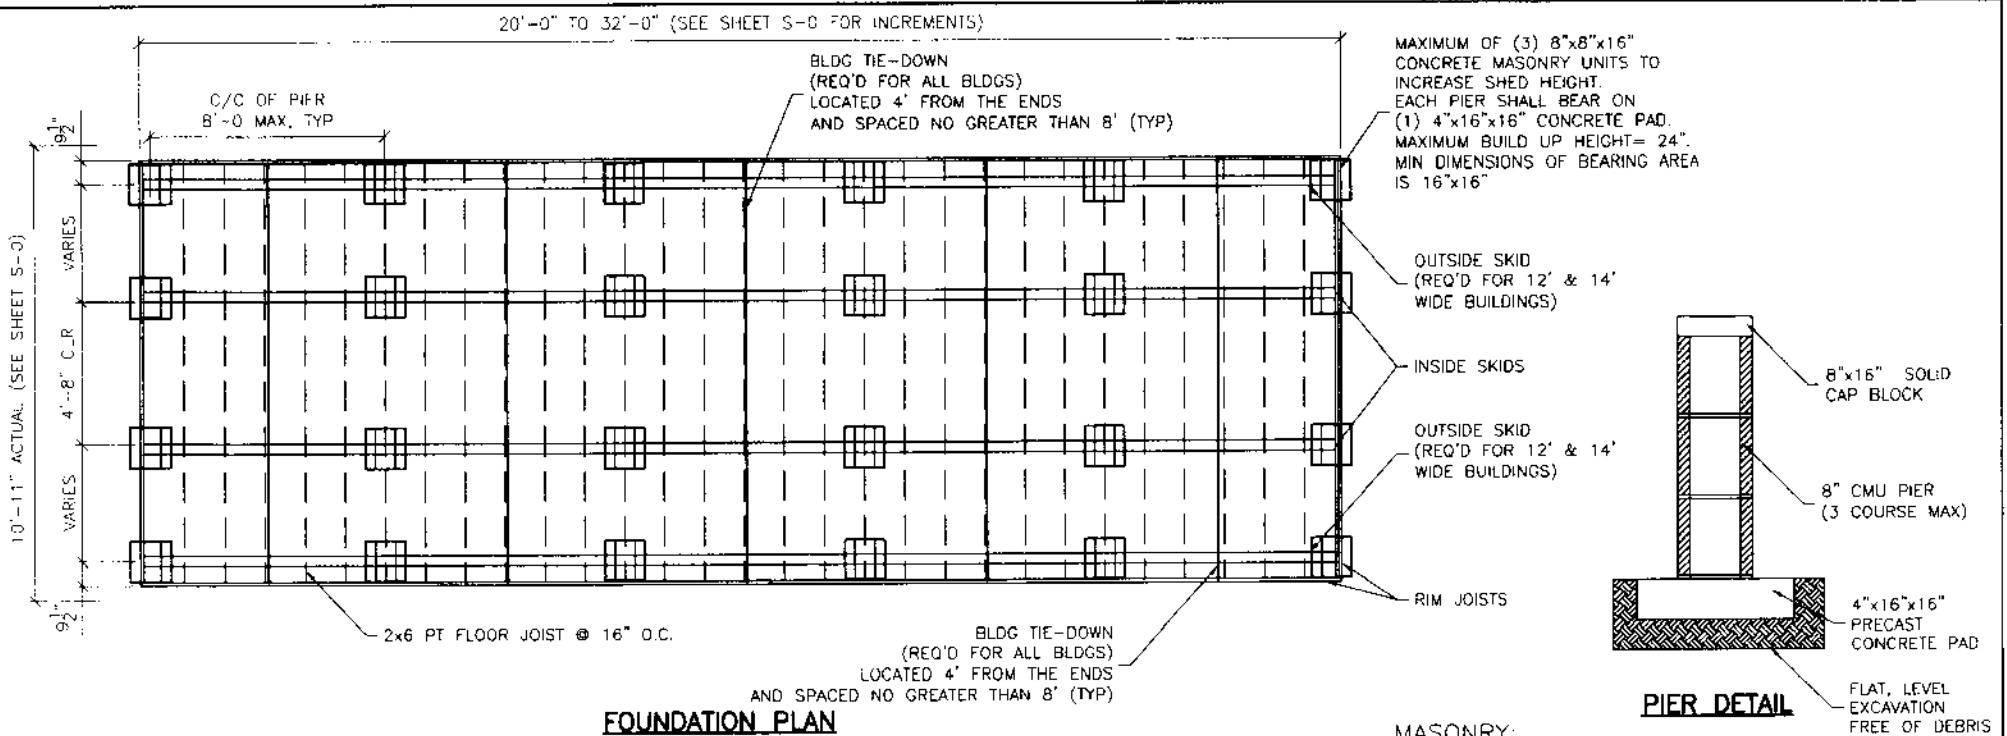 20'-0" TO 32'-0" (SEE SHEET S-0 FOR INCREMENTS)
BLDG TIE-DOWN
(REQ'D FOR ALL BLDGS)
LOCATED 4' FROM THE ENDS
AND SPACED NO GREATER THAN 8' (TYP)
C/C OF PIER
8'-0 MAX, TYP
MAXIMUM OF (3) 8"x8"x16"
CONCRETE MASONRY UNITS TO
INCREASE SHED HEIGHT.
EACH PIER SHALL BEAR ON
(1) 4"x16"x16" CONCRETE PAD.
MAXIMUM BUILD UP HEIGHT= 24".
MIN DIMENSIONS OF BEARING AREA
IS 16"x16"
9 1/2"
VARIES
4'-8" CLR
VARIES
9 1/2"
10'-11" ACTUAL (SEE SHEET S-0)
OUTSIDE SKID
(REQ'D FOR 12' & 14'
WIDE BUILDINGS)
INSIDE SKIDS
OUTSIDE SKID
(REQ'D FOR 12' & 14'
WIDE BUILDINGS)
RIM JOISTS
2x6 PT FLOOR JOIST @ 16" O.C.
BLDG TIE-DOWN
(REQ'D FOR ALL BLDGS)
LOCATED 4' FROM THE ENDS
AND SPACED NO GREATER THAN 8' (TYP)
FOUNDATION PLAN
8"x16" SOLID
CAP BLOCK
8" CMU PIER
(3 COURSE MAX)
4"x16"x16"
PRECAST
CONCRETE PAD
FLAT, LEVEL
EXCAVATION
FREE OF DEBRIS
PIER DETAIL
MASONRY: